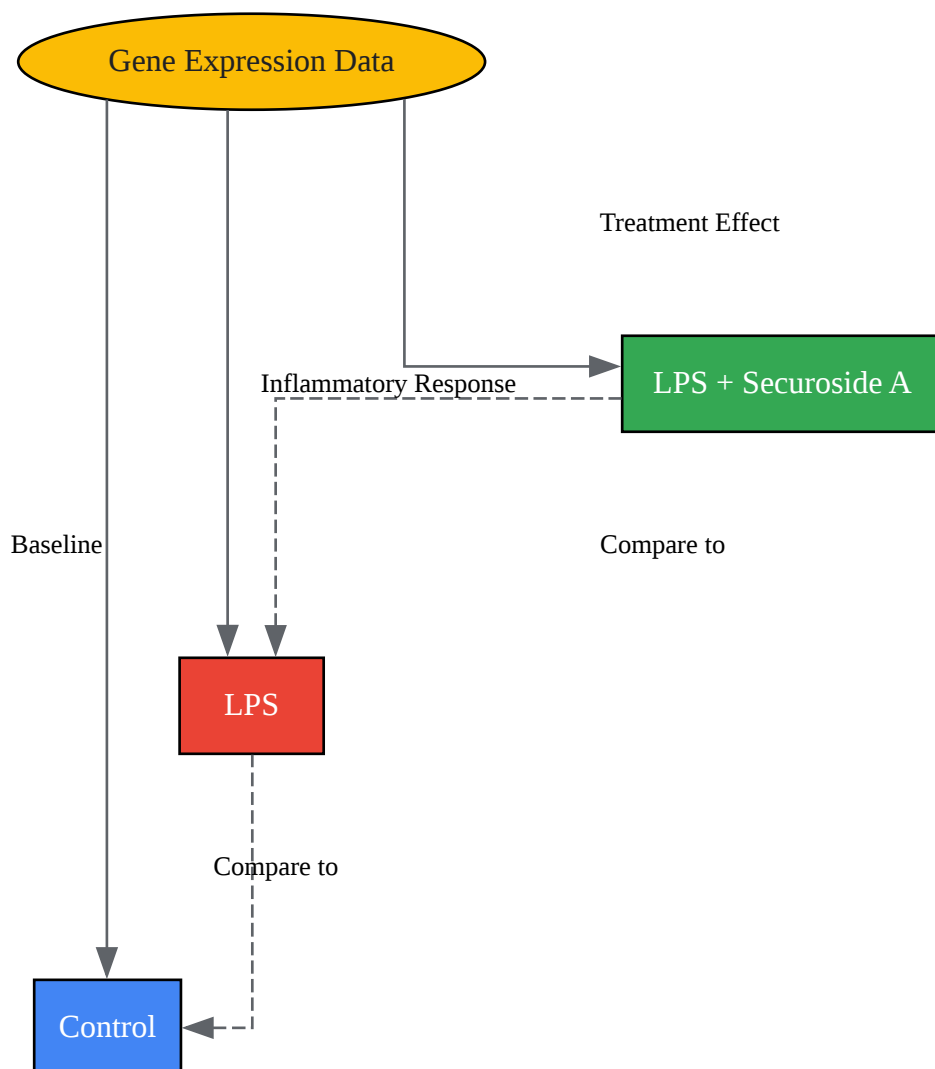 Gene Expression Data
Treatment Effect
LPS + Securoside A
Inflammatory Response
Baseline
Compare to
LPS
Compare to
Control